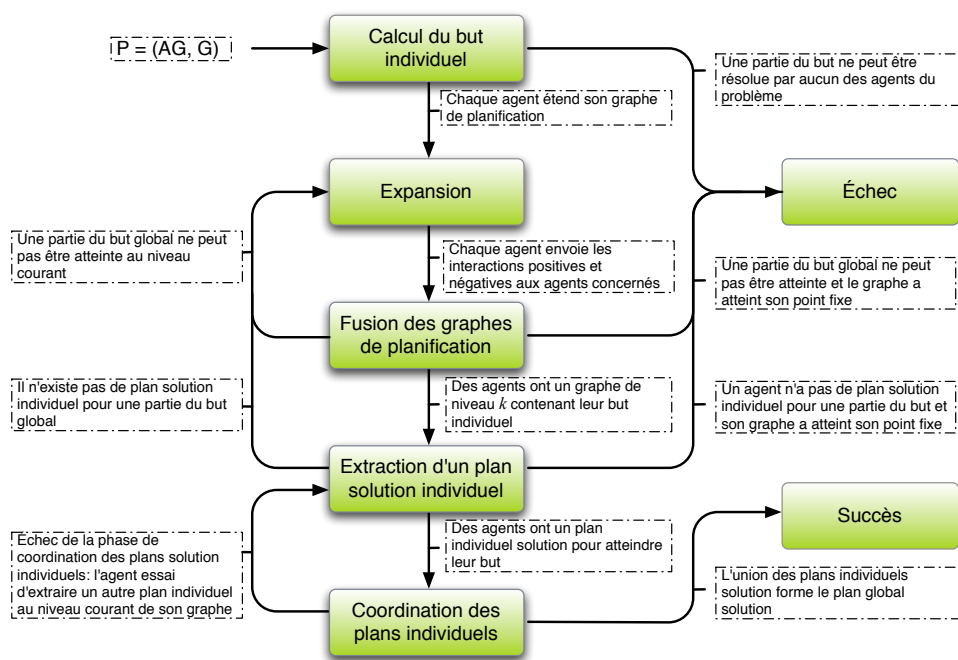 P = (AG, G)
Calcul du but
individuel
Une partie du but ne peut être
résolue par aucun des agents du
problème
Chaque agent étend son graphe
de planification
Expansion
Échec
Une partie du but global ne peut
pas être atteinte au niveau
courant
Chaque agent envoie les
interactions positives et
négatives aux agents concernés
Une partie du but global ne peut
pas être atteinte et le graphe a
atteint son point fixe
Fusion des graphes
de planification
Il n'existe pas de plan solution
individuel pour une partie du but
global
Des agents ont un graphe de
niveau k contenant leur but
individuel
Un agent n'a pas de plan solution
individuel pour une partie du but et
son graphe a atteint son point fixe
Extraction d'un plan
solution individuel
Echec de la phase de
coordination des plans solution
individuels: l'agent essai
d'extraire un autre plan individuel
au niveau courant de son graphe
Des agents ont un plan
individuel solution pour atteindre
leur but
Succès
L'union des plans individuels
solution forme le plan global
solution
Coordination des
plans individuels